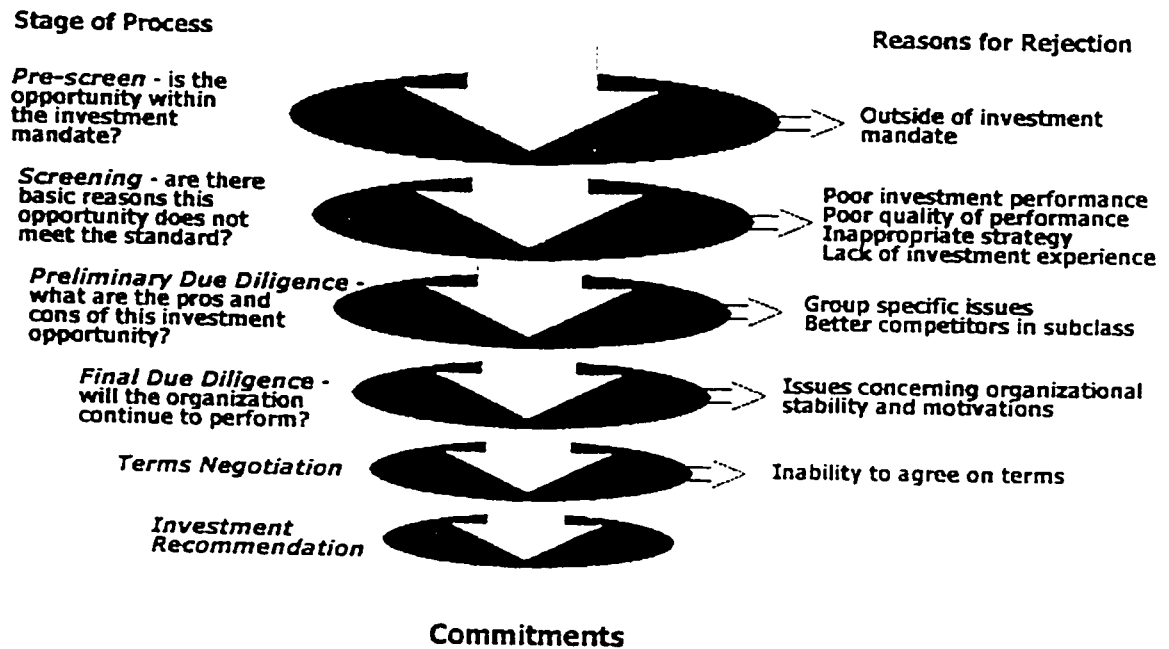 Stage of Process
Reasons for Rejection
Pre-screen - is the
opportunity within
the investment
mandate?
Outside of investment
mandate
Screening - are there
basic reasons this
opportunity does not
meet the standard?
Poor investment performance
Poor quality of performance
Inappropriate strategy
Lack of investment experience
Preliminary Due Diligence -
what are the pros and
cons of this investment
opportunity?
Group specific issues
Better competitors in subclass
Final Due Diligence -
will the organization
continue to perform?
Issues concerning organizational
stability and motivations
Terms Negotiation
Inability to agree on terms
Investment
Recommendation
Commitments